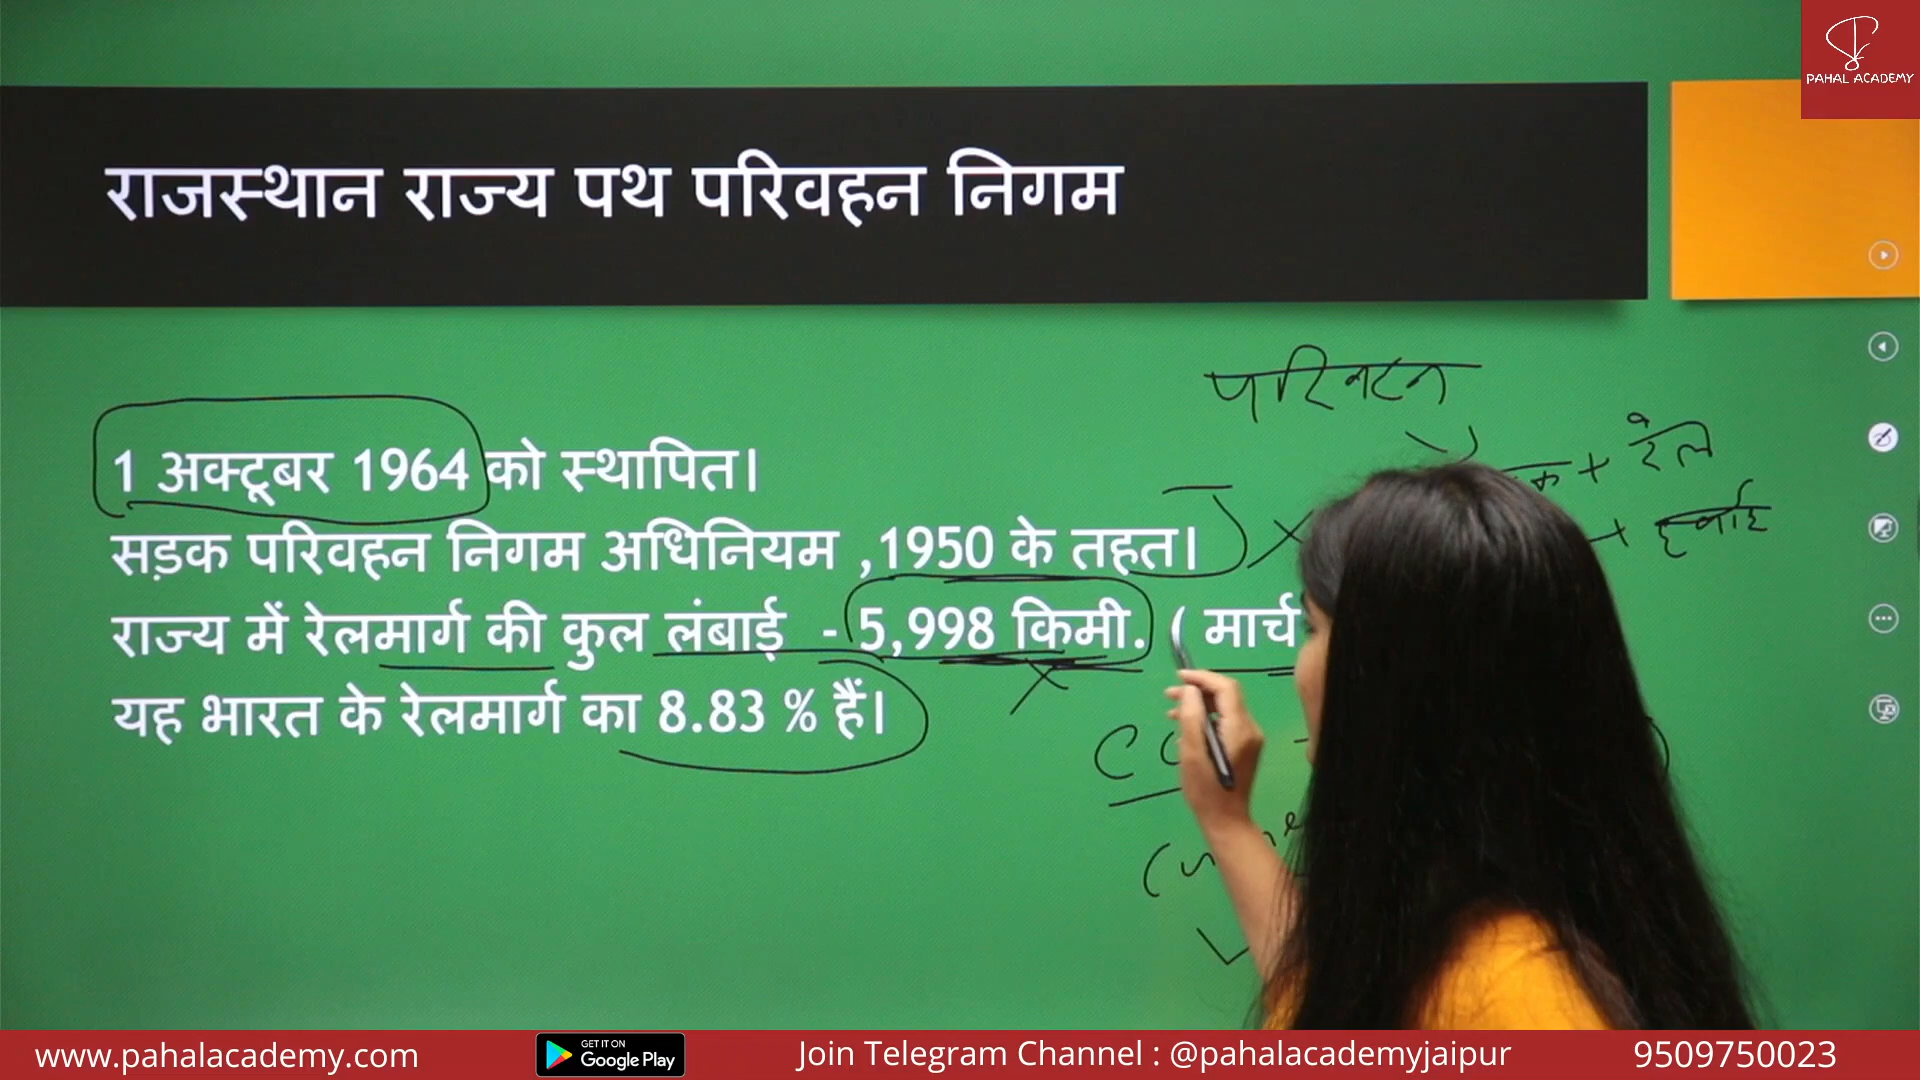 PAHAL ACADEMY
राजस्थान राज्य पथ परिवहन निगम
1 अक्टूबर 1964 को स्थापित।
सड़क परिवहन निगम अधिनियम ,1950 के तहत।
राज्य में रेलमार्ग की कुल लंबाई - 5,998 किमी. ( मार्च
यह भारत के रेलमार्ग का 8.83 % हैं।
+ रेल
www.pahalacademy.com
GET IT ON
Google Play
Join Telegram Channel : @pahalacademyjaipur
9509750023